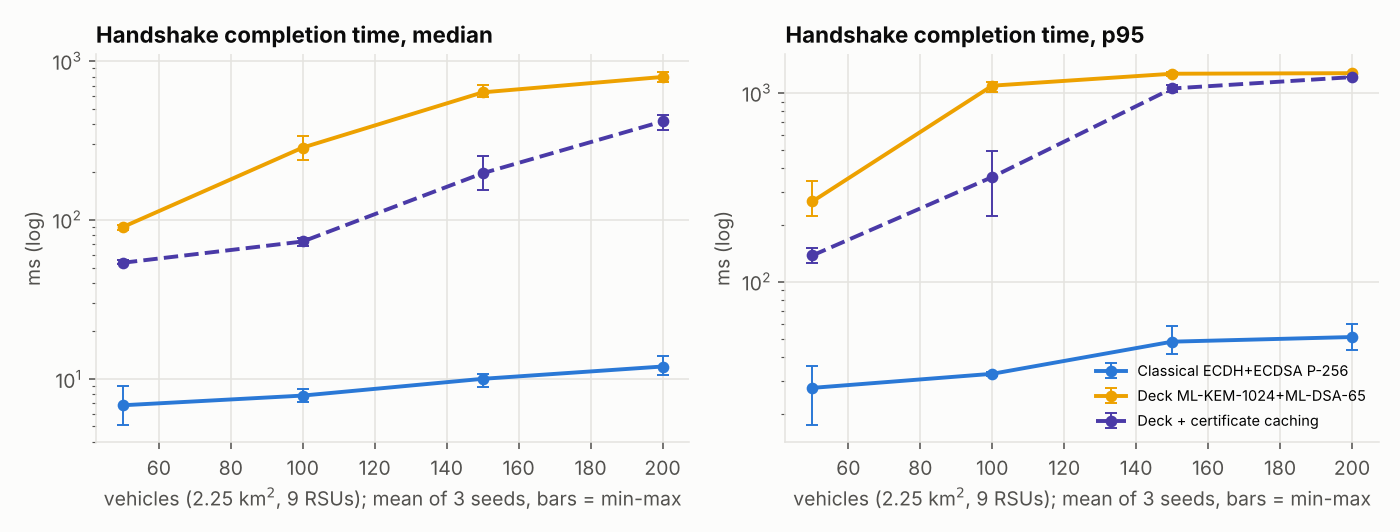 Handshake completion time, median
10³
10²
10¹
ms (log)
60 80 100 120 140 160 180 200
vehicles (2.25 km², 9 RSUs); mean of 3 seeds, bars = min-max
Handshake completion time, p95
10³
10²
ms (log)
Classical ECDH+ECDSA P-256
Deck ML-KEM-1024+ML-DSA-65
Deck + certificate caching
60 80 100 120 140 160 180 200
vehicles (2.25 km², 9 RSUs); mean of 3 seeds, bars = min-max